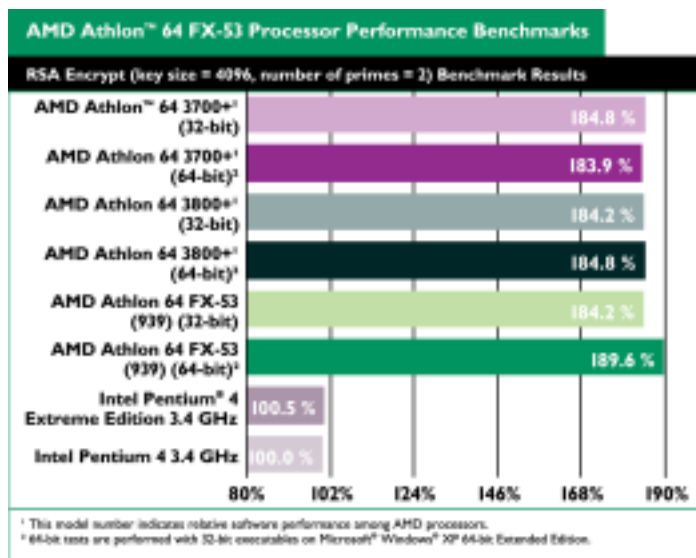 AMD Athlon™ 64 FX-53 Processor Performance Benchmarks
RSA Encrypt (key size = 4096, number of primes = 2) Benchmark Results
AMD Athlon™ 64 3700+¹
(32-bit)
184.8 %
AMD Athlon 64 3700+¹
(64-bit)²
183.9 %
AMD Athlon 64 3800+¹
(32-bit)
184.2 %
AMD Athlon 64 3800+¹
(64-bit)²
184.8 %
AMD Athlon 64 FX-53
(939) (32-bit)
184.2 %
AMD Athlon 64 FX-53
(939) (64-bit)²
189.6 %
Intel Pentium® 4
Extreme Edition 3.4 GHz
100.5 %
Intel Pentium 4 3.4 GHz
100.0 %
80% 102% 124% 146% 168% 190%
¹ This model number indicates relative software performance among AMD processors.
² 64-bit tests are performed with 32-bit executables on Microsoft® Windows® XP 64-bit Extended Edition.